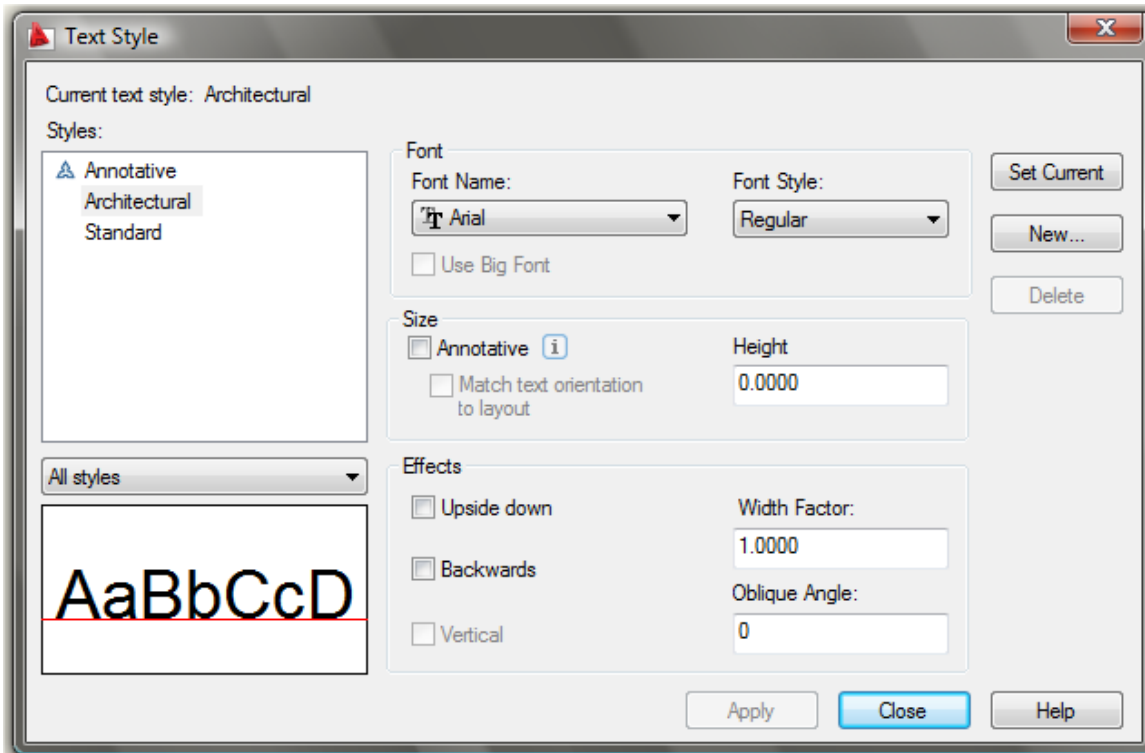 Text Style
X
Current text style: Architectural
Styles:
Annotative
Architectural
Standard
All styles
AaBbCcD
Font
Font Name:
Font Style:
Arial
Regular
Use Big Font
Size
Annotative i
Height
Match text orientation
to layout
0.0000
Effects
Upside down
Width Factor:
1.0000
Backwards
Oblique Angle:
Vertical
0
Set Current
New...
Delete
Apply
Close
Help